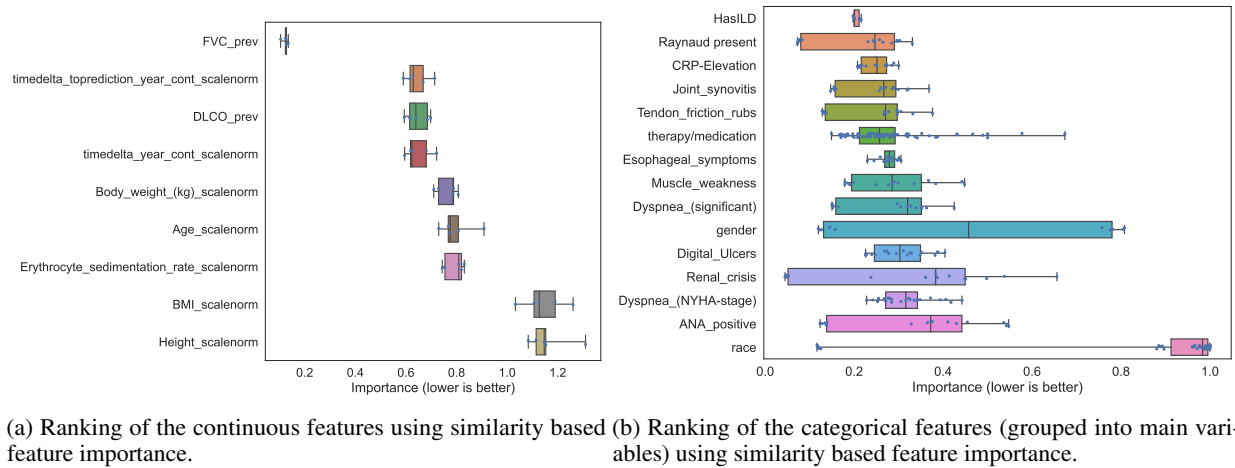 FVC_prev
timedelta_toprediction_year_cont_scalenorm
DLCO_prev
timedelta_year_cont_scalenorm
Body_weight_(kg)_scalenorm
Age_scalenorm
Erythrocyte_sedimentation_rate_scalenorm
BMI_scalenorm
Height_scalenorm
0.2 0.4 0.6 0.8 1.0 1.2
Importance (lower is better)
HasILD
Raynaud present
CRP-Elevation
Joint_synovitis
Tendon_friction_rubs
therapy/medication
Esophageal_symptoms
Muscle_weakness
Dyspnea_(significant)
gender
Digital_Ulcers
Renal_crisis
Dyspnea_(NYHA-stage)
ANA_positive
race
0.0 0.2 0.4 0.6 0.8 1.0
Importance (lower is better)
(a) Ranking of the continuous features using similarity based
feature importance.
(b) Ranking of the categorical features (grouped into main vari-
ables) using similarity based feature importance.